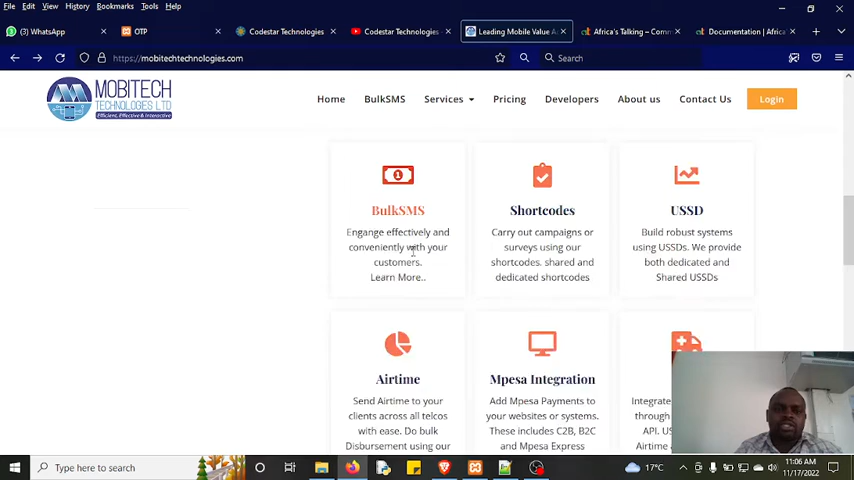 File Edit View History Bookmarks Tools Help
(3) WhatsApp
OTP
Codestar Technologies
Codestar Technologies -
Leading Mobile Value A
Africa's Talking – Comm
Documentation | Africa's
https://mobitechtechnologies.com
Search
MOBITECH
TECHNOLOGIES LTD
Efficient, Effective & Interactive
Home BulkSMS Services Pricing Developers About us Contact Us Login
BulkSMS
Engange effectively and
conveniently with your
customers.
Learn More..
Shortcodes
Carry out campaigns or
surveys using our
shortcodes. shared and
dedicated shortcodes
USSD
Build robust systems
using USSDs. We provide
both dedicated and
Shared USSDs
Airtime
Send Airtime to your
clients across all telcos
with ease. Do bulk
Disbursement using our
Mpesa Integration
Add Mpesa Payments to
your websites or systems.
These includes C2B, B2C
and Mpesa Express
Integrate
through
API. US
Airtime
Type here to search
17°C
11:06 AM
11/17/2022